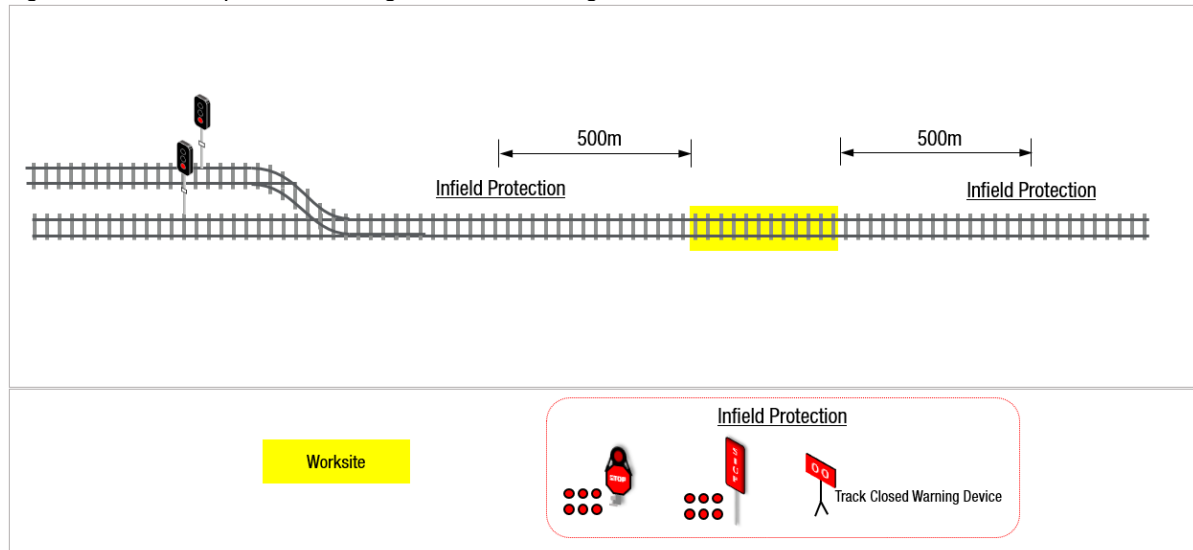 500m
500m
Infield Protection
Infield Protection
Infield Protection
Worksite
STOP
STOP
Track Closed Warning Device